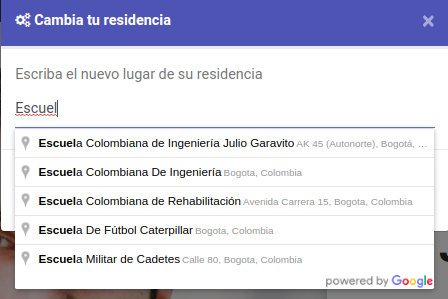 Cambia tu residencia ×
Escriba el nuevo lugar de su residencia
Escuel
Escuela Colombiana de Ingeniería Julio Garavito AK 45 (Autonorte), Bogotá, ...
Escuela Colombiana De Ingeniería Bogota, Colombia
Escuela Colombiana de Rehabilitación Avenida Carrera 15, Bogota, Colombia
Escuela De Fútbol Caterpillar Bogota, Colombia
Escuela Militar de Cadetes Calle 80, Bogota, Colombia
powered by Google